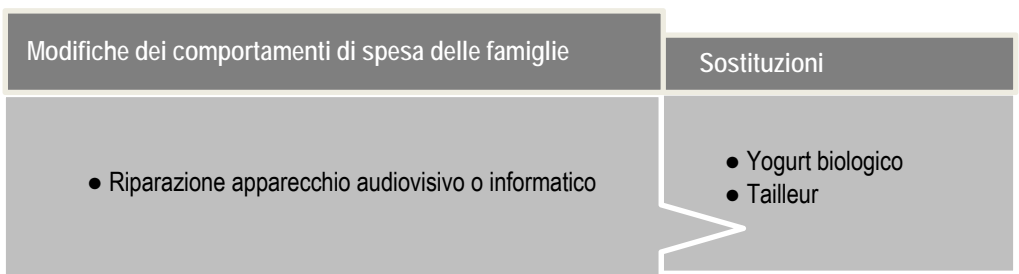 Modifiche dei comportamenti di spesa delle famiglie
● Riparazione apparecchio audiovisivo o informatico
Sostituzioni
● Yogurt biologico
● Tailleur